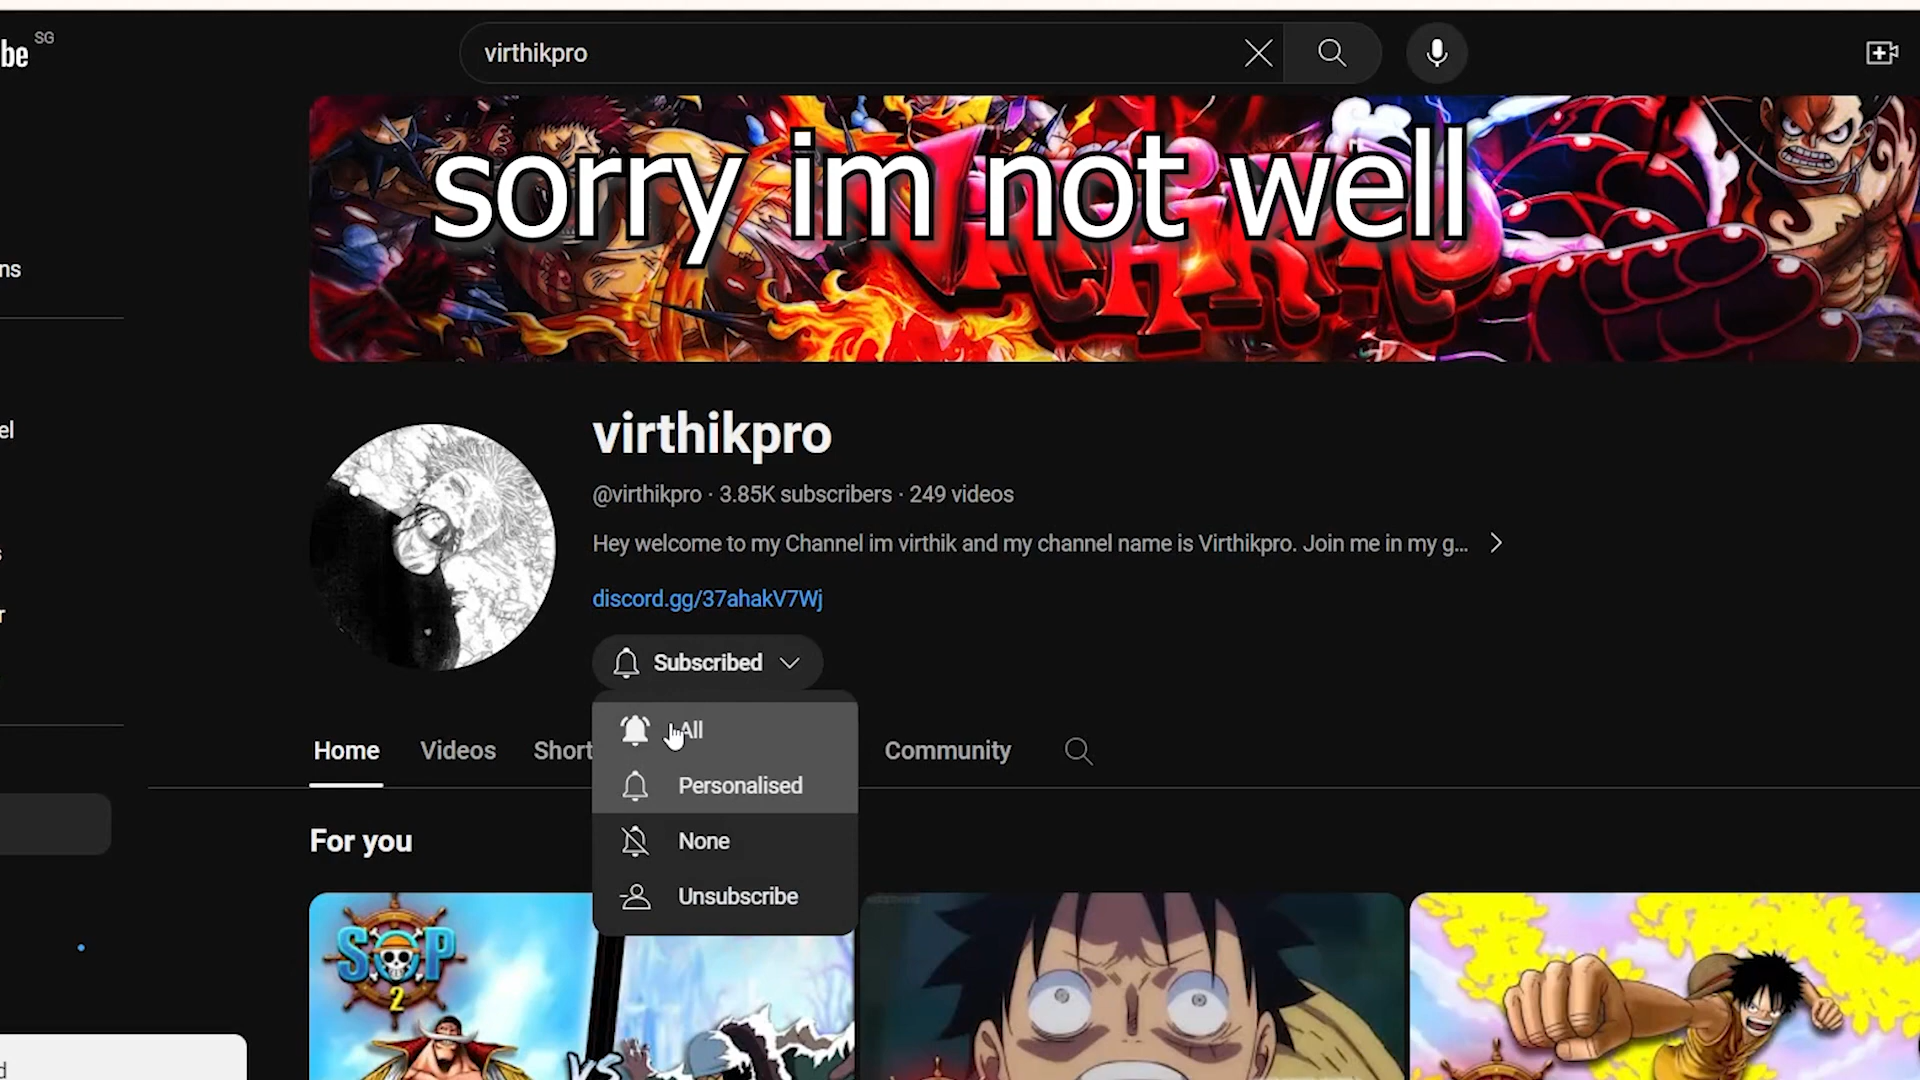 be SG
virthikpro
sorry im not well
VIRTHIKPRO
ns
el
s
r
virthikpro
@virthikpro · 3.85K subscribers · 249 videos
Hey welcome to my Channel im virthik and my channel name is Virthikpro. Join me in my g...
discord.gg/37ahakV7Wj
Subscribed
All
Home Videos Short Community
Personalised
For you
None
Unsubscribe
SOP
2
VS
d